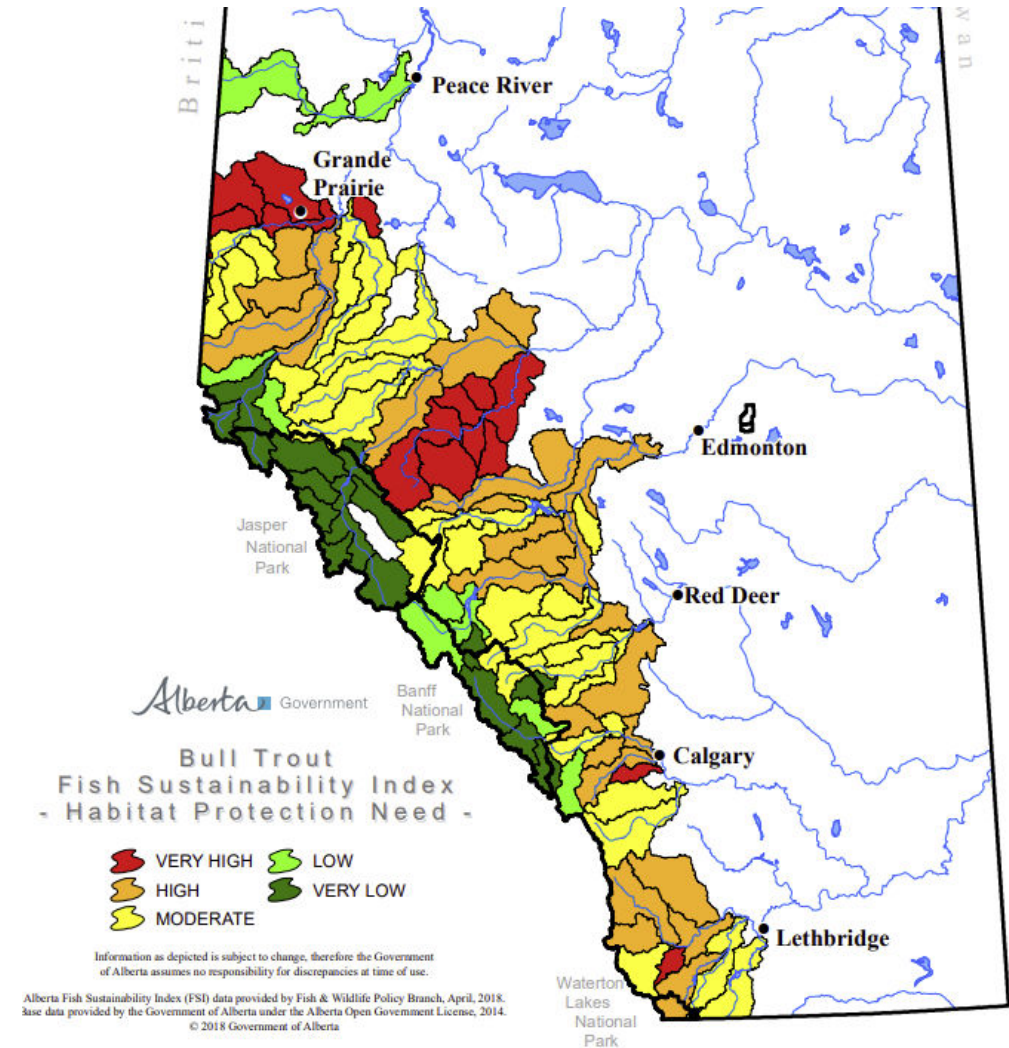 B r i t i
w a n
Peace River
Grande
Prairie
Edmonton
Jasper
National
Park
Red Deer
Alberta Government
Banff
National
Park
Calgary
Bull Trout
Fish Sustainability Index
- Habitat Protection Need -
VERY HIGH LOW
HIGH VERY LOW
MODERATE
Lethbridge
Information as depicted is subject to change, therefore the Government
of Alberta assumes no responsibility for discrepancies at time of use.
Waterton
Lakes
National
Park
Alberta Fish Sustainability Index (FSI) data provided by Fish & Wildlife Policy Branch, April, 2018.
Base data provided by the Government of Alberta under the Alberta Open Government License, 2014.
© 2018 Government of Alberta